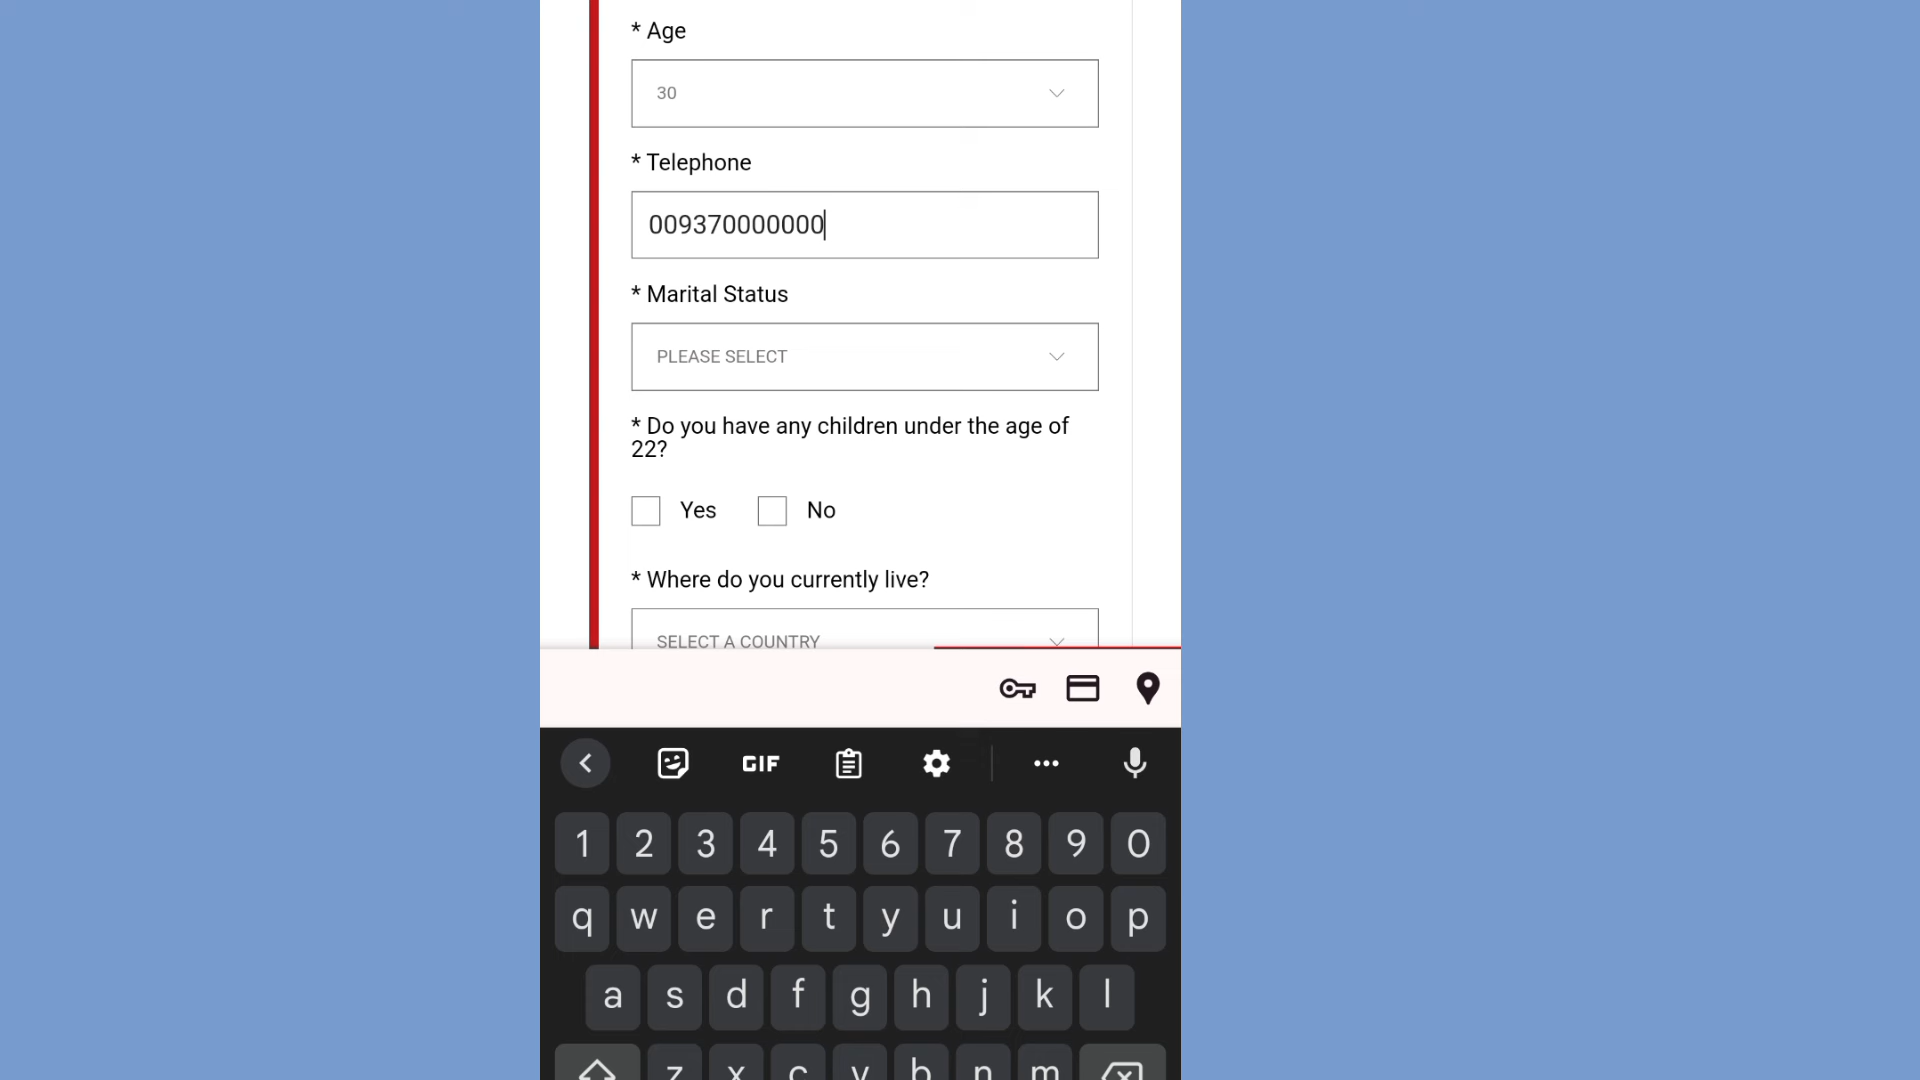 * Age
30
* Telephone
009370000000
* Marital Status
PLEASE SELECT
* Do you have any children under the age of
22?
Yes No
* Where do you currently live?
SELECT A COUNTRY
GIF
1 2 3 4 5 6 7 8 9 0
q w e r t y u i o p
a s d f g h j k l
z x c v b n m